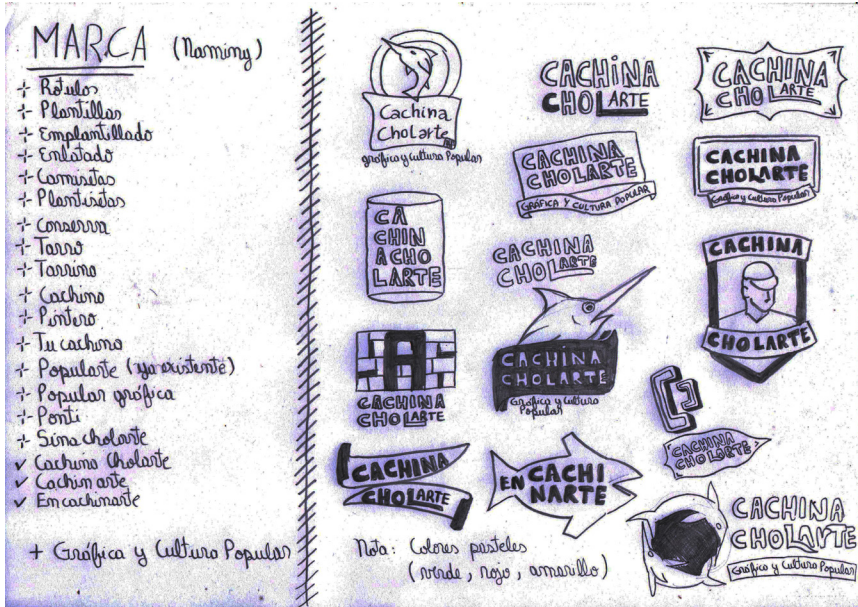 MARCA (Naming)
+ Rótulos
+ Plantillas
+ Emplantillado
+ Enlatado
+ Camisetas
+ Plantisetas
+ Conserva
+ Tarro
+ Tarrino
+ Cachino
+ Pintero
+ Tu cachino
+ Popularte (ya existente)
+ Popular gráfica
+ Ponti
+ Sina cholarte
✓ Cachina Cholarte
✓ Cachin arte
✓ Encachinarte
+ Gráfica y Cultura Popular
Cachina
Cholarte
gráfica y cultura Popular
CACHiNA
CHOLARTE
CACHINA
CHOLARTE
CACHINA
CHOLARTE
GRÁFICA Y CULTURA POPULAR
CACHINA
CHOLARTE
Gráfica y Cultura Popular
CA
CHIN
ACHO
LARTE
CACHINA
CHOLARTE
CACHINA
CHOLARTE
A
CACHINA
CHOLARTE
CACHINA
CHOLARTE
Gráfica y Cultura
Popular
CACHINA
CHOLARTE
CACHINA
CHOLARTE
EN CACHI
NARTE
CACHINA
CHOLARTE
Gráfica y Cultura Popular
Nota: Colores pasteles
(verde, rojo, amarillo)